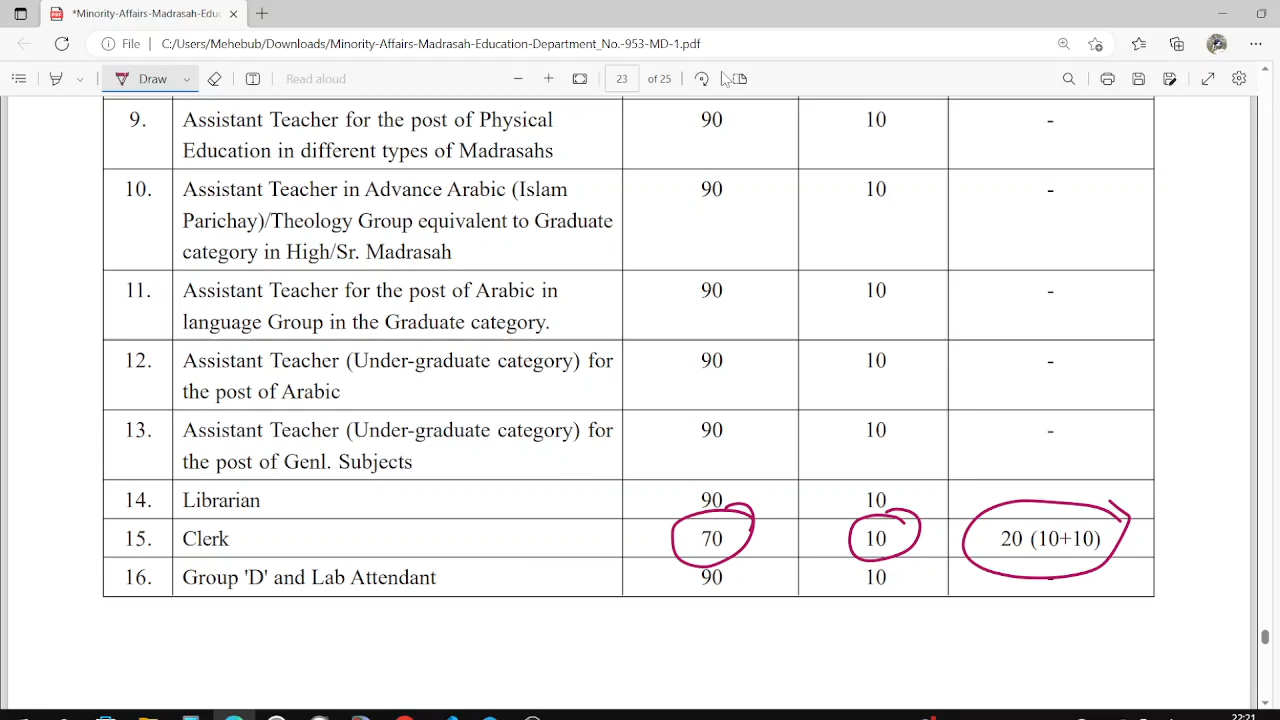 *Minority-Affairs-Madrasah-Educ
File | C:/Users/Mehebub/Downloads/Minority-Affairs-Madrasah-Education-Department_No.-953-MD-1.pdf
Draw Read aloud 23 of 25
9. Assistant Teacher for the post of Physical 90 10 -
Education in different types of Madrasahs
10. Assistant Teacher in Advance Arabic (Islam 90 10 -
Parichay)/Theology Group equivalent to Graduate
category in High/Sr. Madrasah
11. Assistant Teacher for the post of Arabic in 90 10 -
language Group in the Graduate category.
12. Assistant Teacher (Under-graduate category) for 90 10 -
the post of Arabic
13. Assistant Teacher (Under-graduate category) for 90 10 -
the post of Genl. Subjects
14. Librarian 90 10
15. Clerk 70 10 20 (10+10)
16. Group 'D' and Lab Attendant 90 10 -
22:21